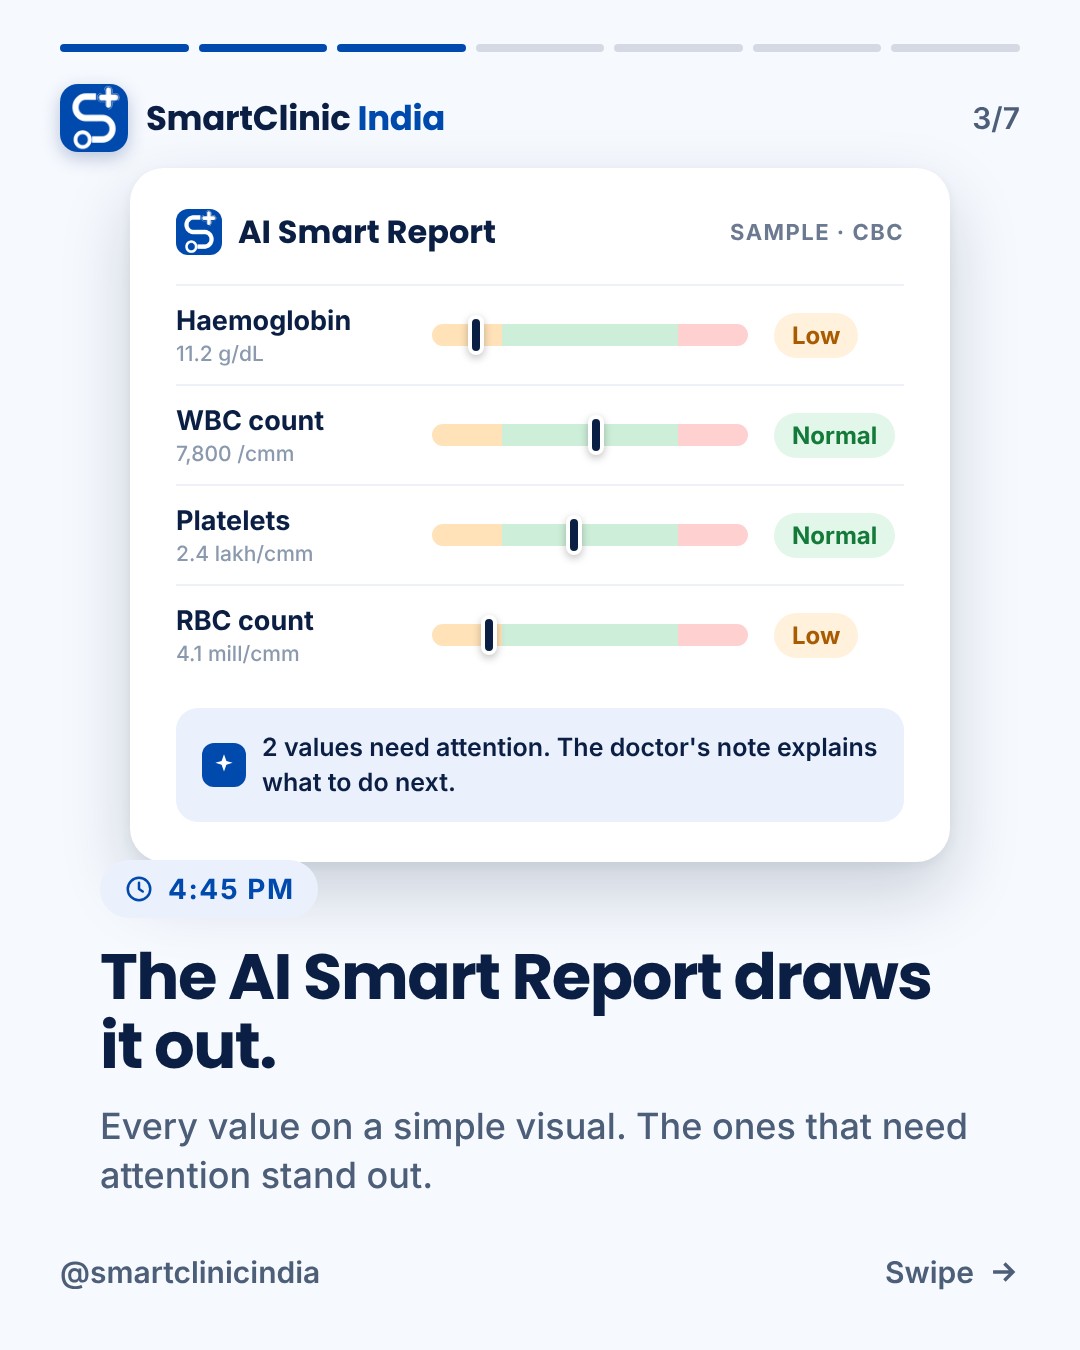 SmartClinic India
3/7
AI Smart Report
SAMPLE · CBC
Haemoglobin
11.2 g/dL
Low
WBC count
7,800 /cmm
Normal
Platelets
2.4 lakh/cmm
Normal
RBC count
4.1 mill/cmm
Low
2 values need attention. The doctor's note explains
what to do next.
4:45 PM
The AI Smart Report draws
it out.
Every value on a simple visual. The ones that need
attention stand out.
@smartclinicindia
Swipe →